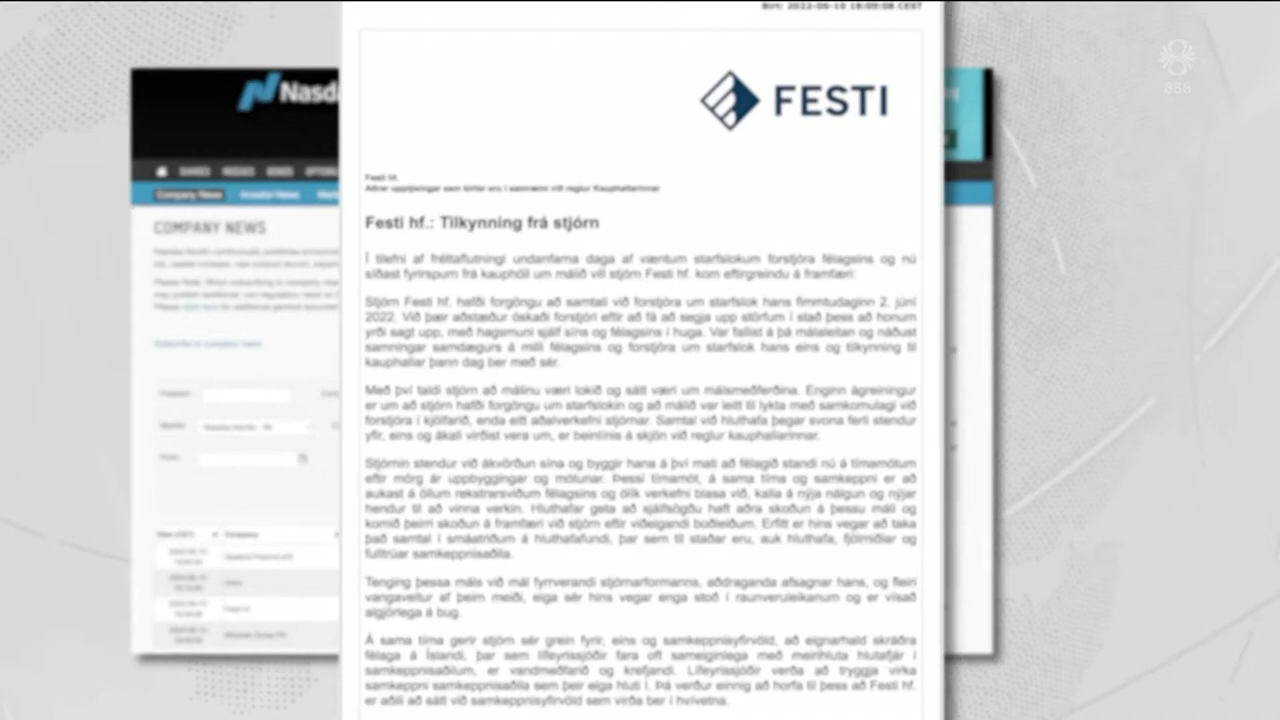 Birt: 2022-06-10 18:09:08 CEST
Nasd
FESTI
888
Festi hf.
Aðrar upplýsingar sem birtar eru í samræmi við reglur Kauphallarinnar
Company News
Investor News
COMPANY NEWS
Festi hf.: Tilkynning frá stjórn
Í tilefni af fréttaflutningi undanfarna daga af væntum starfslokum forstjóra félagsins og nú
síðast fyrirspurn frá kauphöll um málið vill stjórn Festi hf. kom eftirgreindu á framfæri:
Stjórn Festi hf. hafði forgöngu að samtali við forstjóra um starfslok hans fimmtudaginn 2. júní
2022. Við þær aðstæður óskaði forstjóri eftir að fá að segja upp störfum í stað þess að honum
yrði sagt upp, með hagsmuni sjálf síns og félagsins í huga. Var fallist á þá málaleitan og náðust
samningar samdægurs á milli félagsins og forstjóra um starfslok hans eins og tilkynning til
kauphallar þann dag ber með sér.
Með því taldi stjórn að málinu væri lokið og sátt væri um málsmeðferðina. Enginn ágreiningur
er um að stjórn hafði forgöngu um starfslokin og að málið var leitt til lykta með samkomulagi við
forstjóra í kjölfarið, enda eitt aðalverkefni stjórnar. Samtal við hluthafa þegar svona ferli stendur
yfir, eins og ákall virðist vera um, er beinlínis á skjön við reglur kauphallarinnar.
Stjórnin stendur við ákvörðun sína og byggir hana á því mati að félagið standi nú á tímamótum
eftir mörg ár uppbyggingar og mótunar. Þessi tímamót, á sama tíma og samkeppni er að
aukast á öllum rekstrarsviðum félagsins og ólík verkefni blasa við, kalla á nýja nálgun og nýjar
hendur til að vinna verkin. Hluthafar geta að sjálfsögðu haft aðra skoðun á þessu máli og
komið þeirri skoðun á framfæri við stjórn eftir viðeigandi boðleiðum. Erfitt er hins vegar að taka
það samtal í smáatriðum á hluthafafundi, þar sem til staðar eru, auk hluthafa, fjölmiðlar og
fulltrúar samkeppnisaðila.
Tenging þessa máls við mál fyrrverandi stjórnarformanns, aðdraganda afsagnar hans, og fleiri
vangaveltur af þeim meiði, eiga sér hins vegar enga stoð í raunveruleikanum og er vísað
algjörlega á bug.
Á sama tíma gerir stjórn sér grein fyrir, eins og samkeppnisyfirvöld, að eignarhald skráðra
félaga á Íslandi, þar sem lífeyrissjóðir fara oft sameiginlega með meirihluta hlutafjár í
samkeppnisaðilum, er vandmeðfarið og krefjandi. Lífeyrissjóðir verða að tryggja virka
samkeppni samkeppnisaðila sem þeir eiga hluti í. Þá verður einnig að horfa til þess að Festi hf.
er aðili að sátt við samkeppnisyfirvöld sem virða ber í hvívetna.